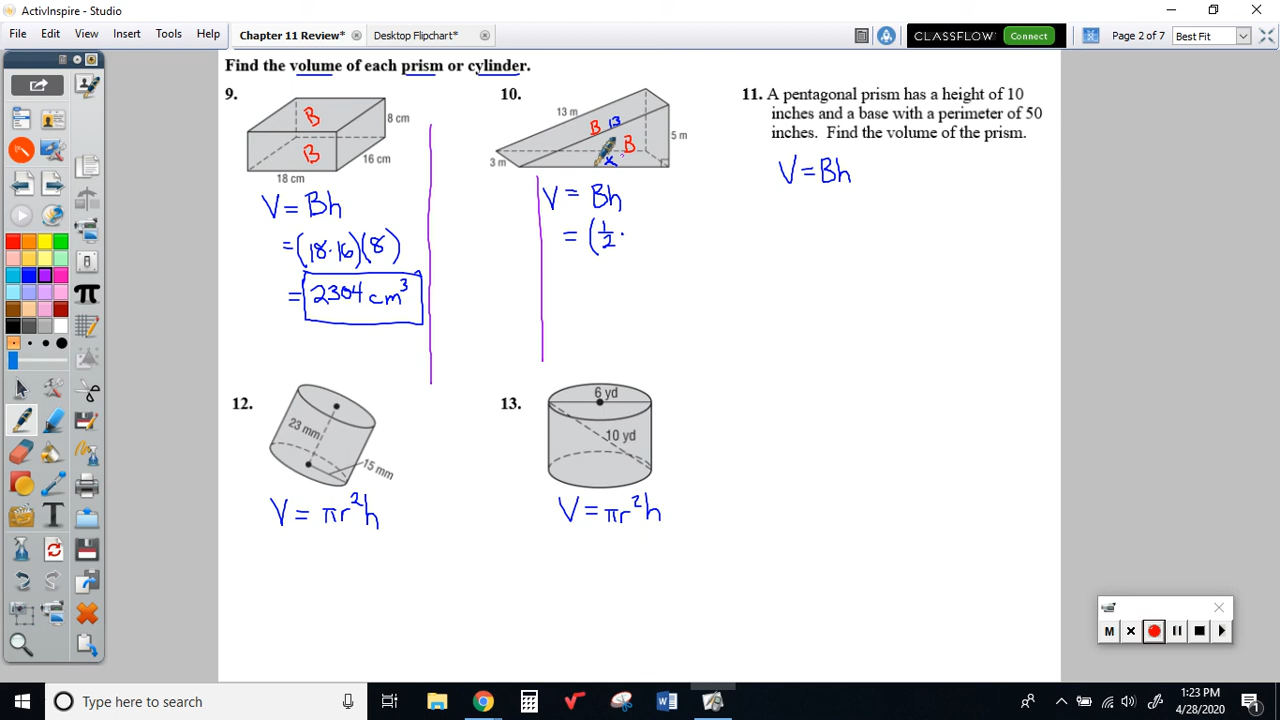 ActivInspire - Studio
File Edit View Insert Tools Help
Chapter 11 Review*
Desktop Flipchart*
CLASSFLOW Connect
Page 2 of 7
Best Fit
Find the volume of each prism or cylinder.
9.
B
B
8 cm
16 cm
18 cm
V = Bh
= (18·16)(8)
= 2304 cm³
10.
13 m
B 13
B
5 m
3 m
x
V = Bh
= (1/2 ·
11. A pentagonal prism has a height of 10
inches and a base with a perimeter of 50
inches. Find the volume of the prism.
V = Bh
12.
23 mm
15 mm
V = πr²h
13.
6 yd
10 yd
V = πr²h
M
Type here to search
1:23 PM
4/28/2020